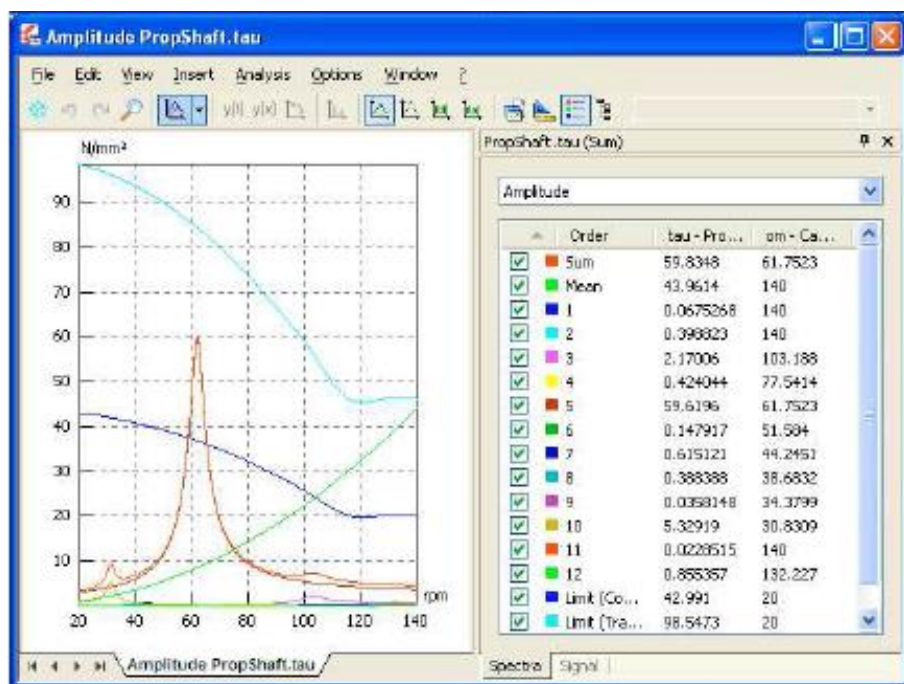 Amplitude PropShaft.tau
File Edit View Insert Analysis Options Window ?
y(t) y(x)
N/mm²
90
80
70
60
50
40
30
20
10
rpm
20 40 60 80 100 120 140
Amplitude PropShaft.tau
PropShaft.tau (Sum)
Amplitude
Order tau - Pro... om - Ca...
Sum 59.8348 61.7523
Mean 43.9614 140
1 0.0675268 140
2 0.398823 140
3 2.17006 103.188
4 0.424044 77.5414
5 59.6196 61.7523
6 0.147917 51.584
7 0.615121 44.2451
8 0.388388 38.6832
9 0.0358148 34.3799
10 5.32919 30.8309
11 0.0228515 140
12 0.855357 132.227
Limit (Co... 42.991 20
Limit (Tra... 98.5473 20
Spectra Signal